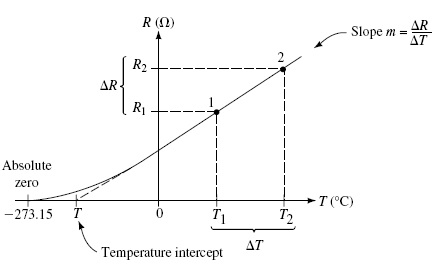 R (Ω)
Slope m = ΔR
ΔT
R2
2
ΔR
R1
1
Absolute
zero
−273.15
T
0
T1
T2
T (°C)
ΔT
Temperature intercept